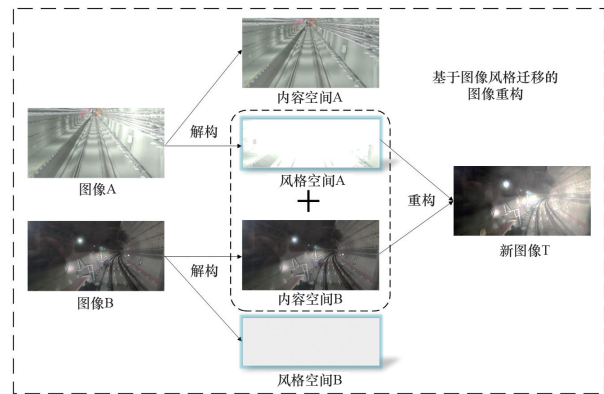 内容空间A
基于图像风格迁移的
图像重构
解构
图像A
风格空间A
+
重构
新图像T
解构
图像B
内容空间B
风格空间B